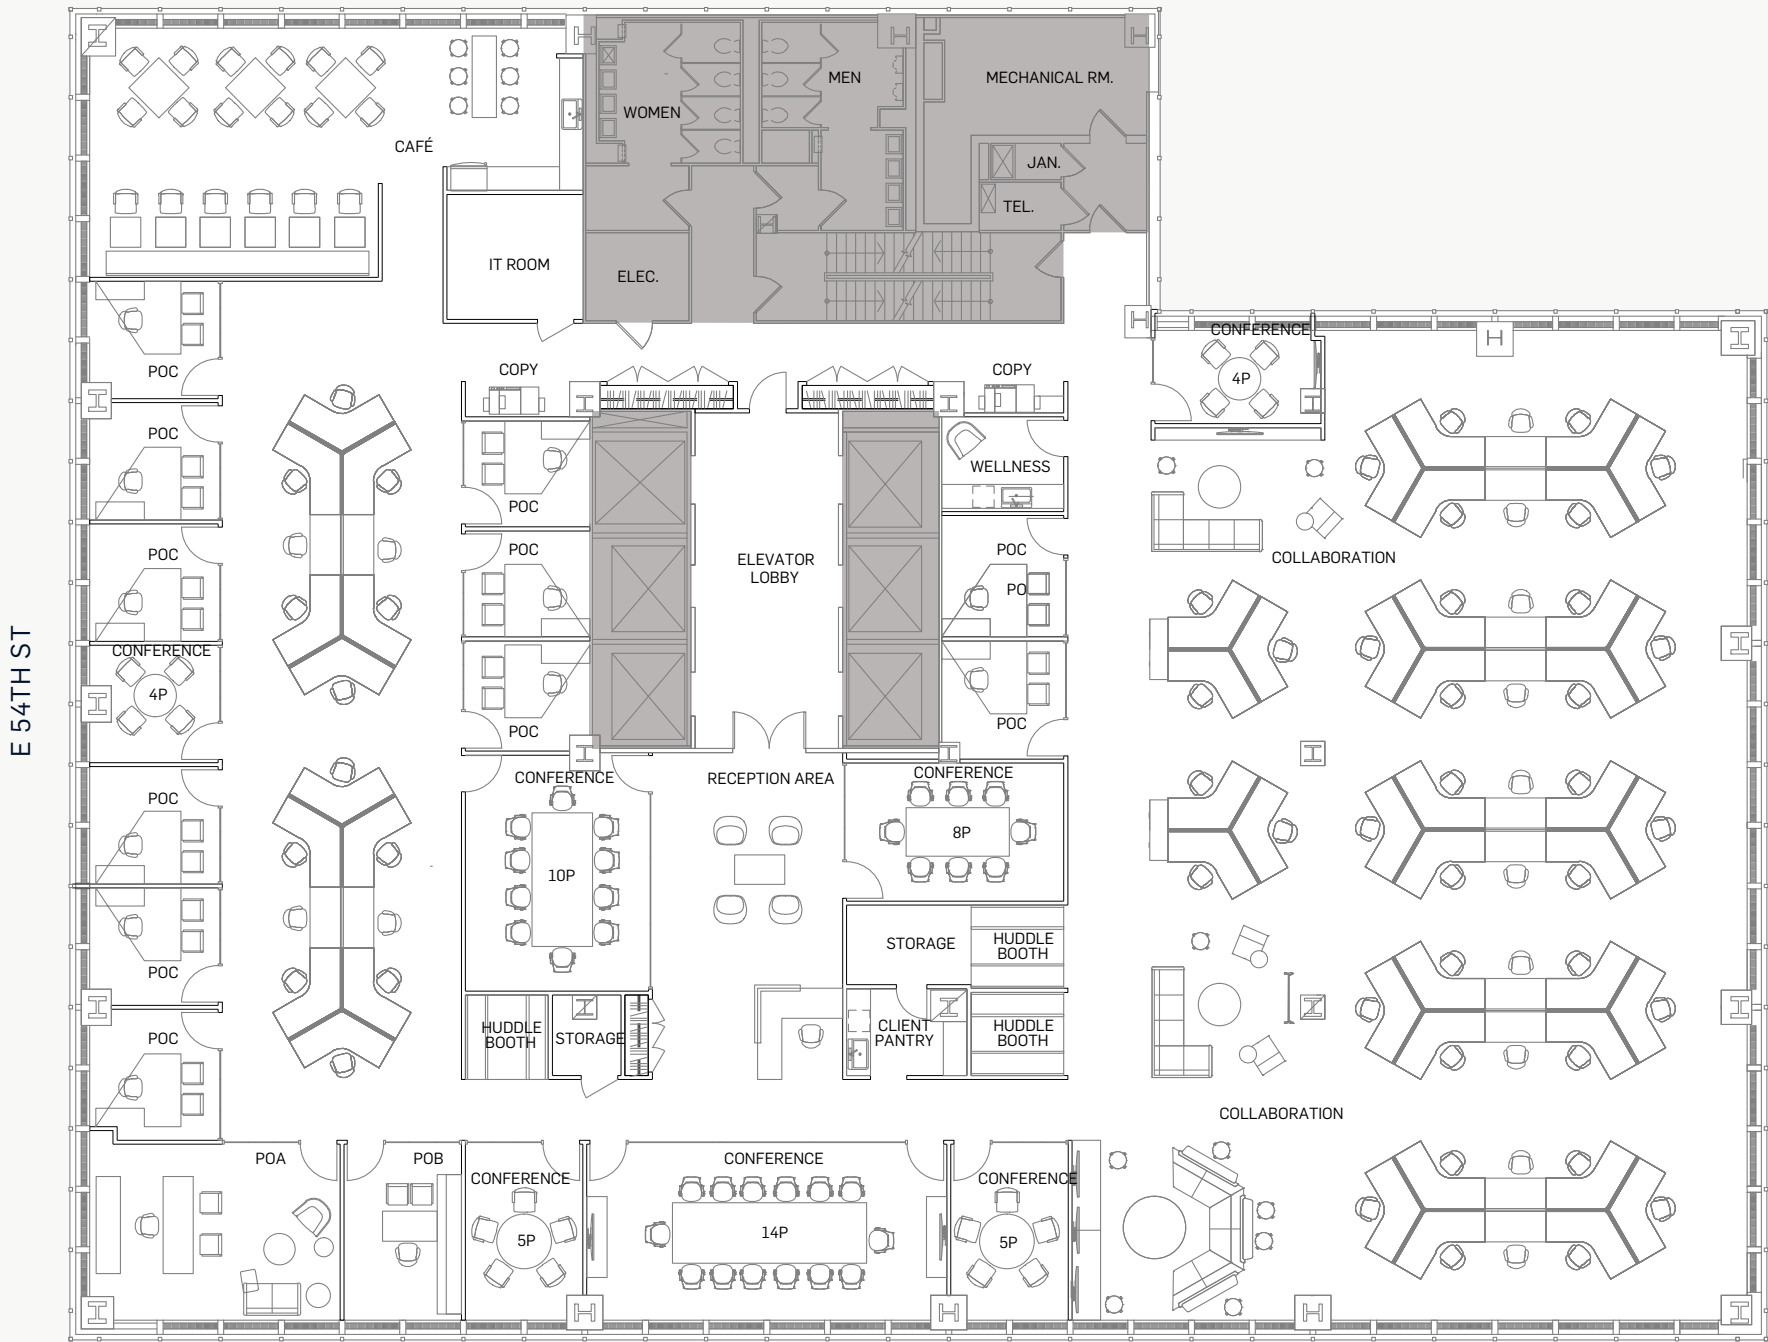 MEN
MECHANICAL RM.
WOMEN
CAFÉ
JAN.
TEL.
IT ROOM
ELEC.
CONFERENCE
4P
COPY
COPY
POC
POC
WELLNESS
POC
POC
POC
POC
COLLABORATION
ELEVATOR
LOBBY
PO
E 54TH ST
CONFERENCE
4P
POC
POC
CONFERENCE
RECEPTION AREA
CONFERENCE
POC
8P
10P
STORAGE
HUDDLE
BOOTH
POC
POC
HUDDLE
BOOTH
STORAGE
CLIENT
PANTRY
HUDDLE
BOOTH
COLLABORATION
POA
POB
CONFERENCE
CONFERENCE
CONFERENCE
5P
14P
5P